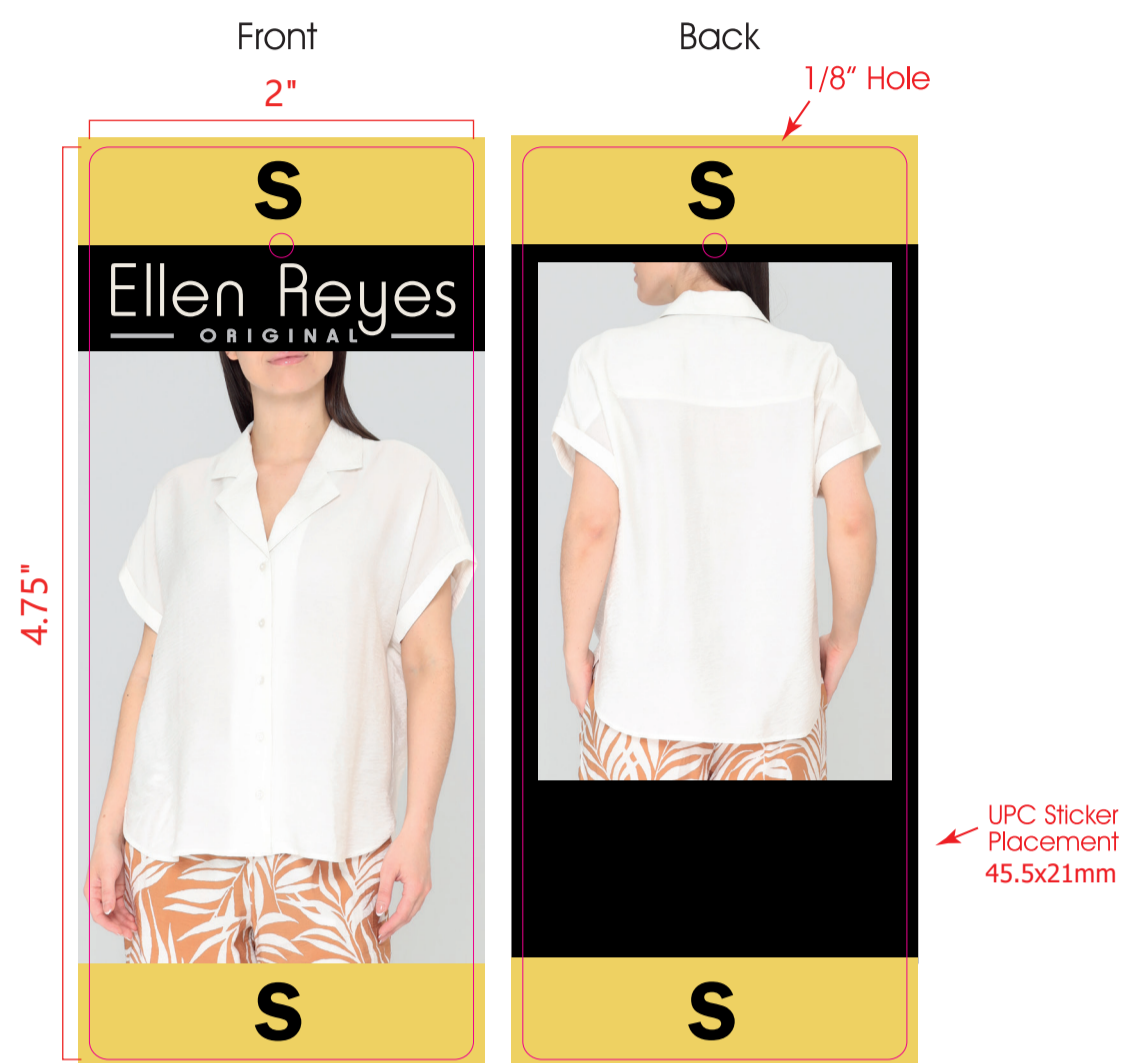 Front
Back
2"
1/8" Hole
S
S
Ellen Reyes
ORIGINAL
4.75"
UPC Sticker
Placement
45.5x21mm
S
S